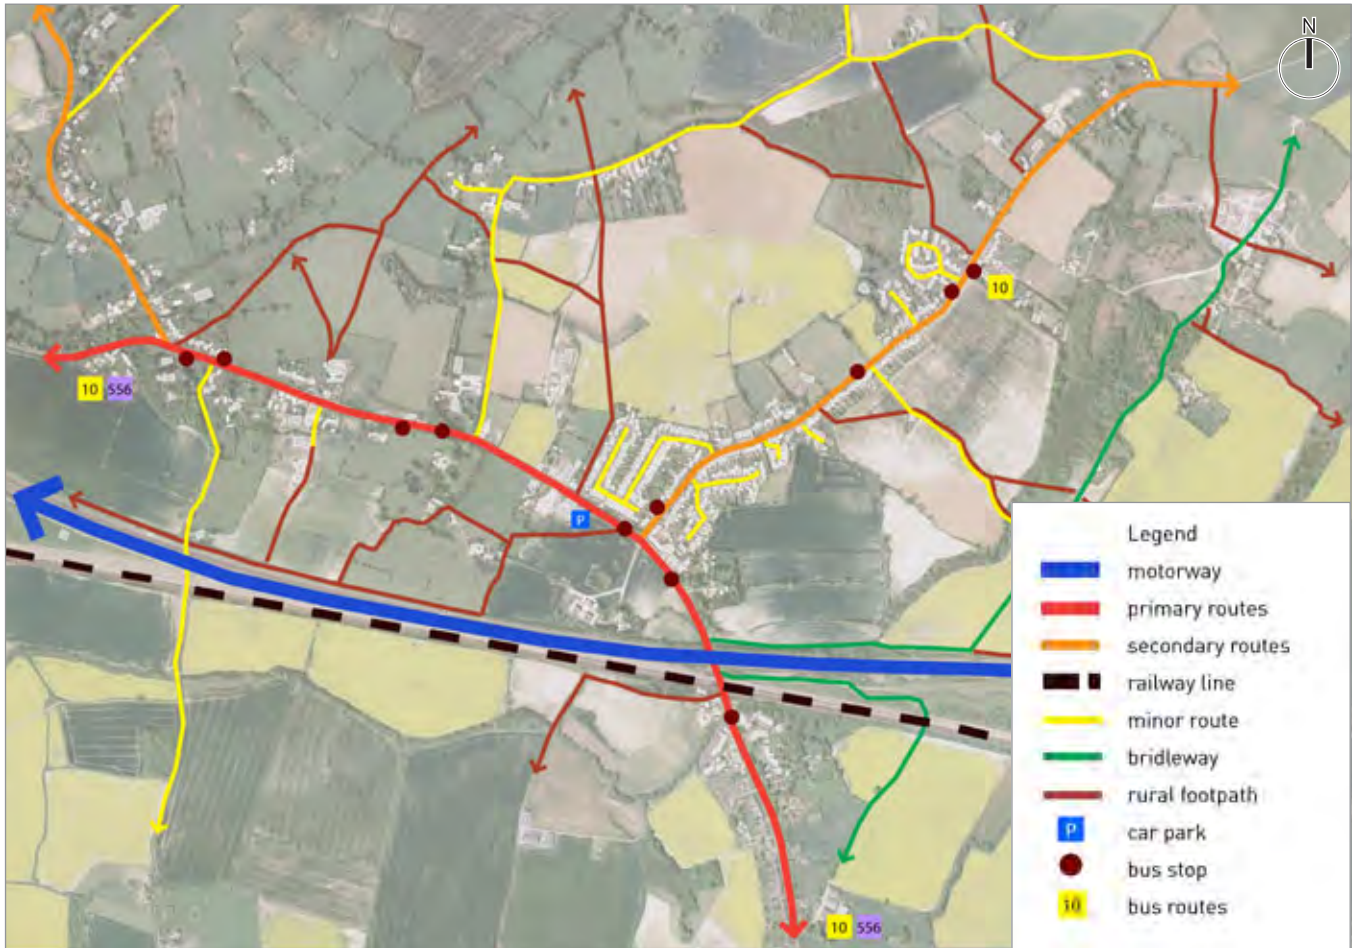 N
10
10 556
P
Legend
motorway
primary routes
secondary routes
railway line
minor route
bridleway
rural footpath
P
car park
bus stop
10
bus routes
10 556